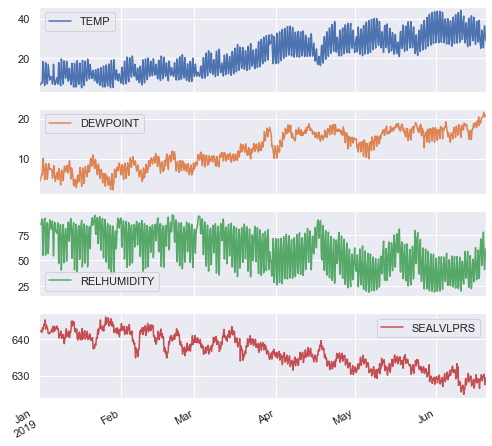 TEMP
40
20
DEWPOINT
20
10
RELHUMIDITY
75
50
25
SEALVLPRS
640
630
Jan
2019
Feb
Mar
Apr
May
Jun